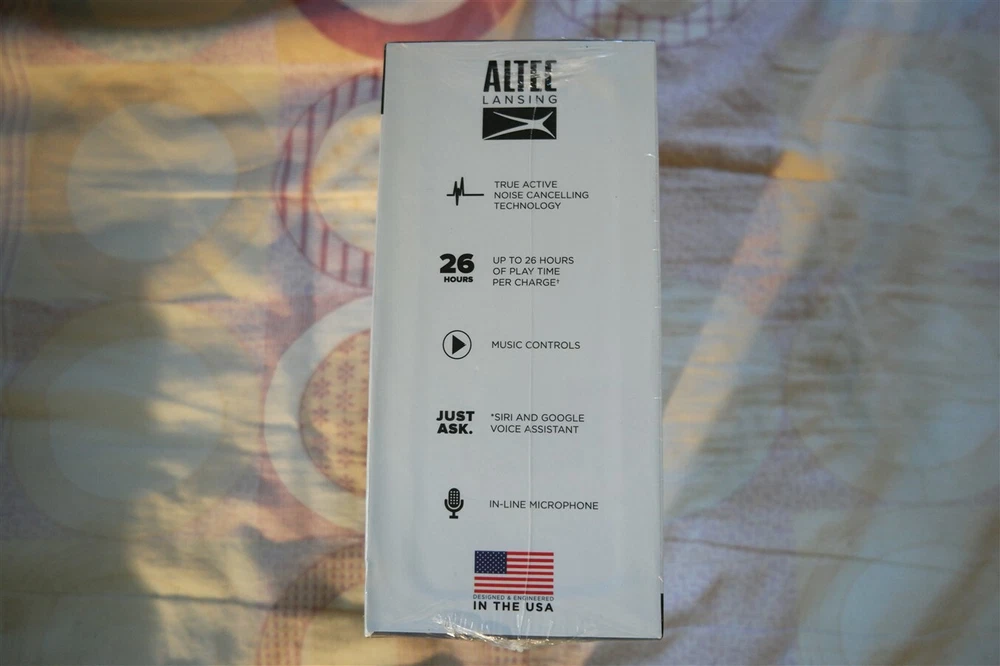 ALTEC
LANSING
TRUE ACTIVE
NOISE CANCELLING
TECHNOLOGY
26
HOURS
UP TO 26 HOURS
OF PLAY TIME
PER CHARGE†
MUSIC CONTROLS
JUST
ASK.
*SIRI AND GOOGLE
VOICE ASSISTANT
IN-LINE MICROPHONE
DESIGNED & ENGINEERED
IN THE USA